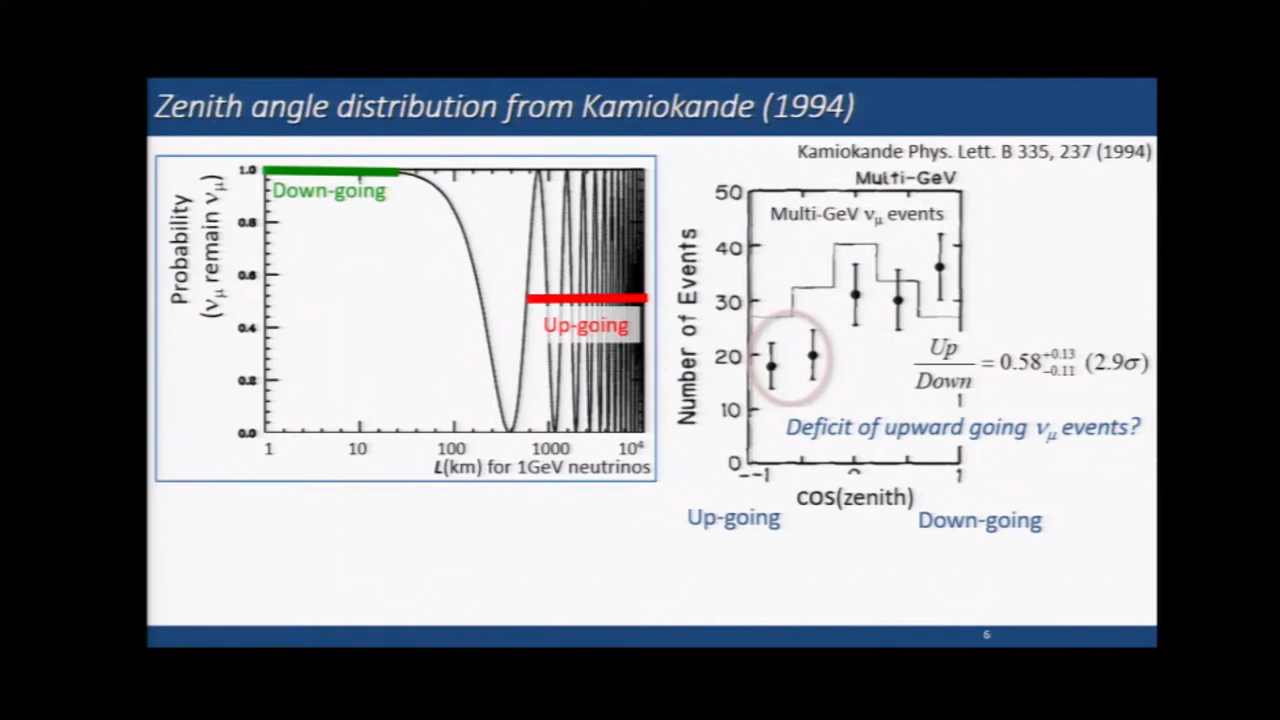 Zenith angle distribution from Kamiokande (1994)
Kamiokande Phys. Lett. B 335, 237 (1994)
Probability
(νμ remain νμ)
1.0
0.8
0.6
0.4
0.2
0.0
Down-going
Up-going
1 10 100 1000 10⁴
L(km) for 1GeV neutrinos
Multi-GeV
Multi-GeV νμ events
Number of Events
50
40
30
20
10
0
Up/Down = 0.58 +0.13 −0.11 (2.9σ)
1
Deficit of upward going νμ events?
-1 0 1
cos(zenith)
Up-going
Down-going
6